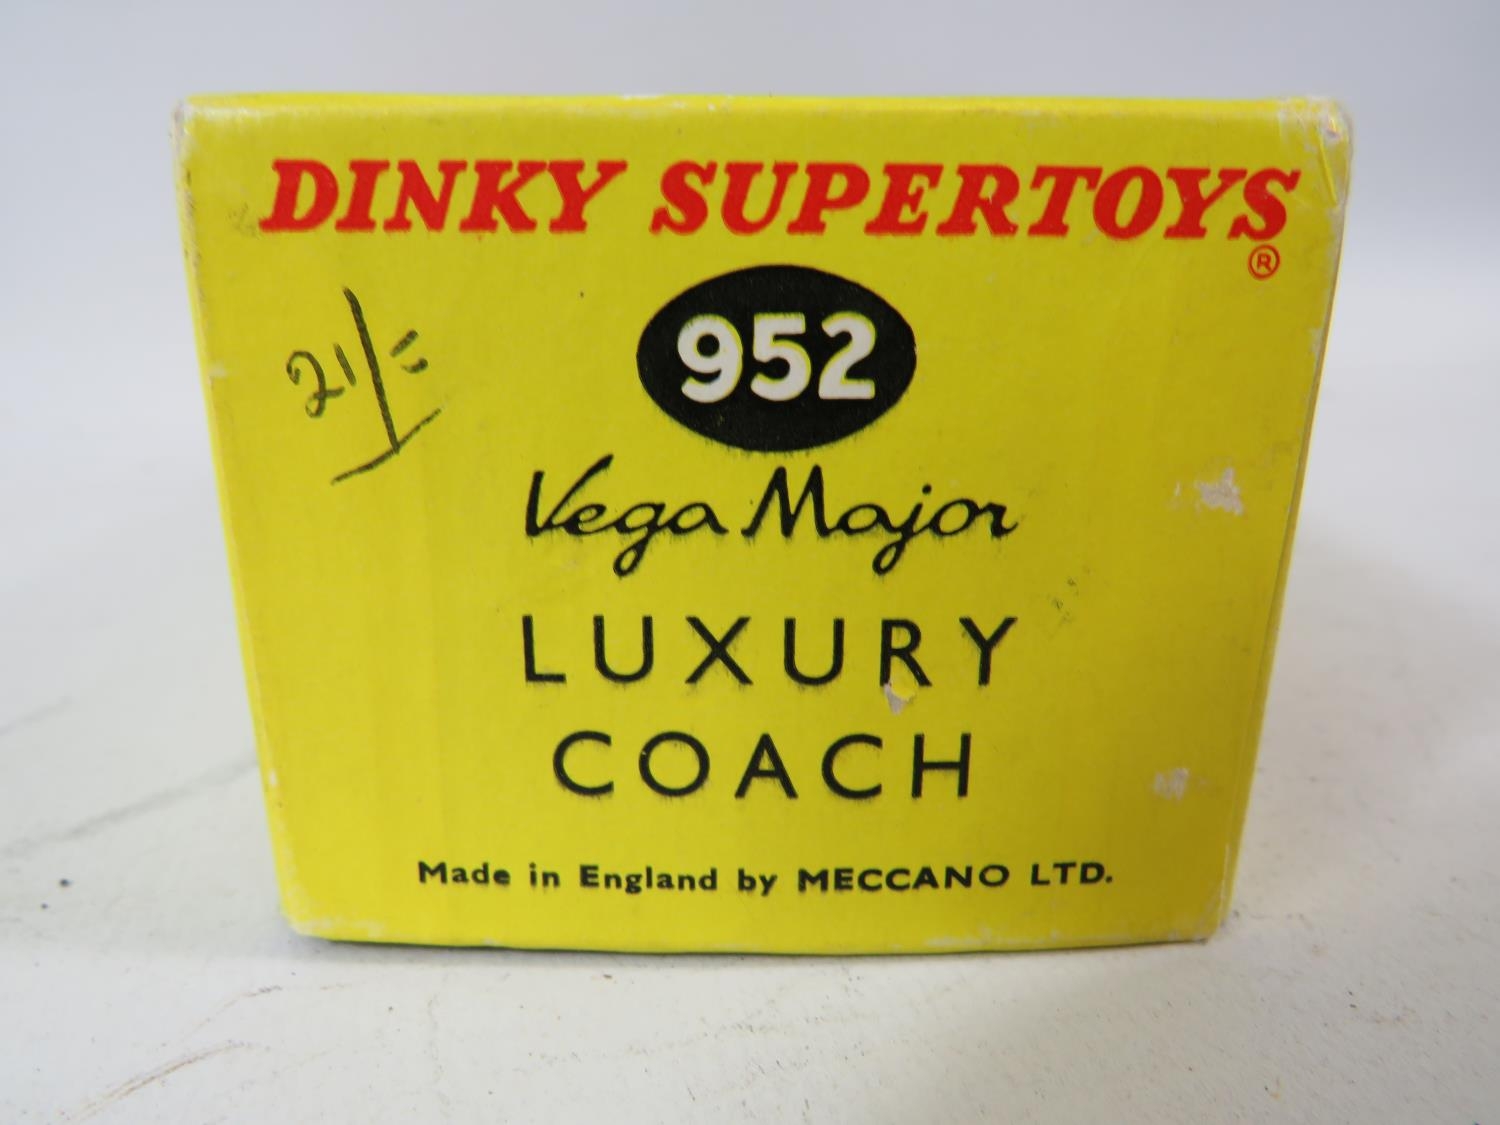 DINKY SUPERTOYS
®
952
21/=
Vega Major
LUXURY
COACH
Made in England by MECCANO LTD.